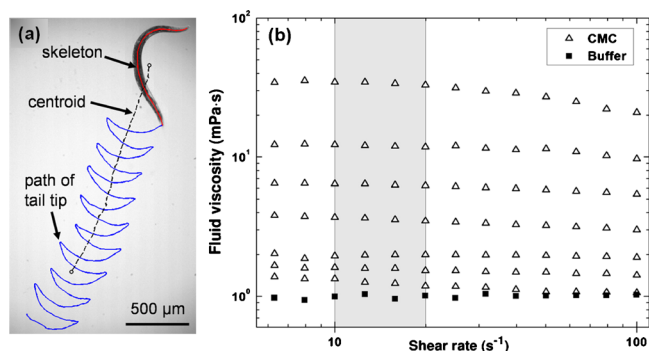 (a)
skeleton
centroid
path of
tail tip
500 µm
(b)
CMC
Buffer
Fluid viscosity (mPa·s)
10²
10¹
10⁰
10
100
Shear rate (s⁻¹)